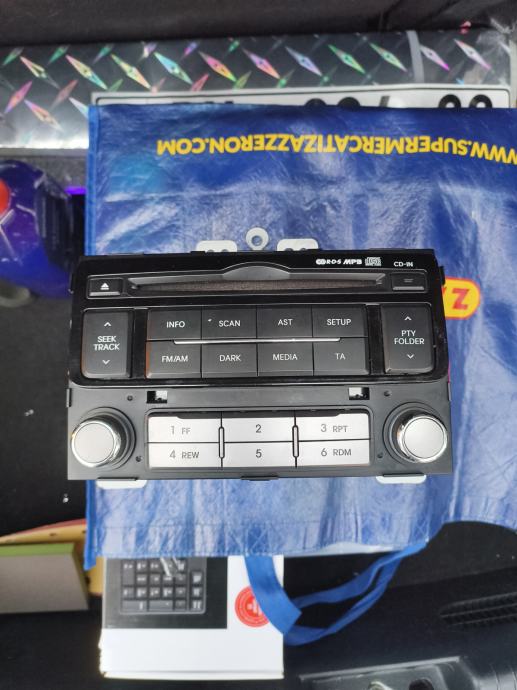 WWW.SUPERMERCATIZAZZERON.COM
R·D·S MP3 CD-IN
INFO SCAN AST SETUP
SEEK TRACK
PTY FOLDER
FM/AM DARK MEDIA TA
1 FF 2 3 RPT
4 REW 5 6 RDM